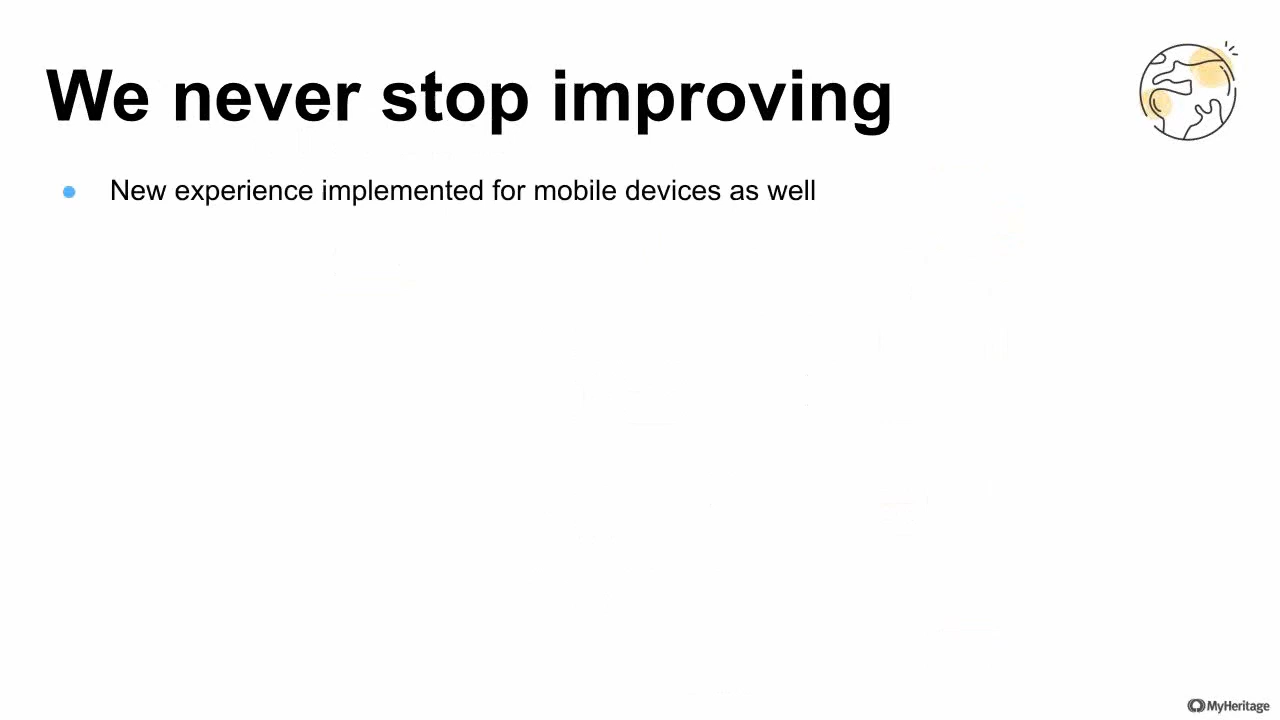 We never stop improving
● New experience implemented for mobile devices as well
MyHeritage